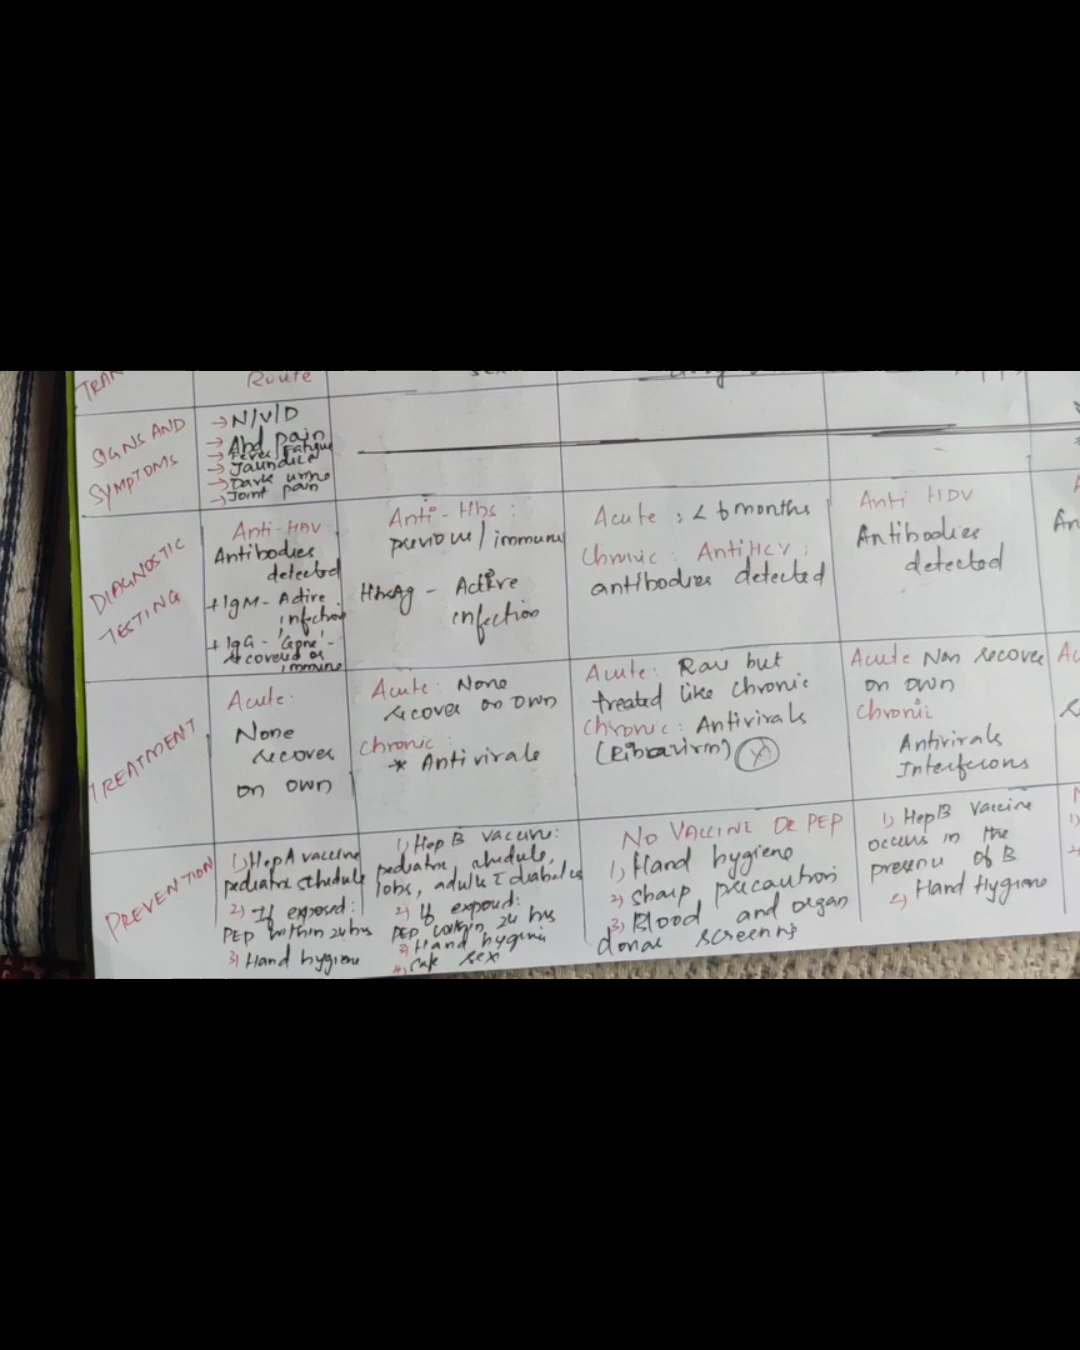 Route
SIGNS AND
SYMPTOMS
→ N/V/D
→ Abd pain
→ Fever, Fatigue
→ Jaundice
→ Dark urine
→ Joint pain
DIAGNOSTIC
TESTING
Anti-HAV
Antibodies
detected
+ IgM - Active
infection
+ IgG - 'Gone' -
recovered or
immune
Anti - Hbs :
previous / immune
HbsAg - Active
infection
Acute : < 6 months
Chronic : Anti HCV :
antibodies detected
Anti HDV
Antibodies
detected
TREATMENT
Acute:
None
recover
on own
Acute: None
recover on own
Chronic :
* Antivirals
Acute: Raw but
treated like chronic
Chronic : Antivirals
(Ribavirin)
Acute Non recover
on own
Chronic
Antivirals
Interferons
PREVENTION
1) Hep A vaccine
pediatric schedule
2) If exposed:
PEP within 24 hrs
3) Hand hygiene
1) Hep B vaccine:
pediatric schedule,
jobs, adults c̄ diabetes
2) If exposed:
PEP within 24 hrs
3) Hand hygiene
4) Safe sex
NO VACCINE OR PEP
1) Hand hygiene
2) sharp precaution
3) Blood and organ
donar screening
1) Hep B vaccine
occurs in the
presence of B
2) Hand Hygiene